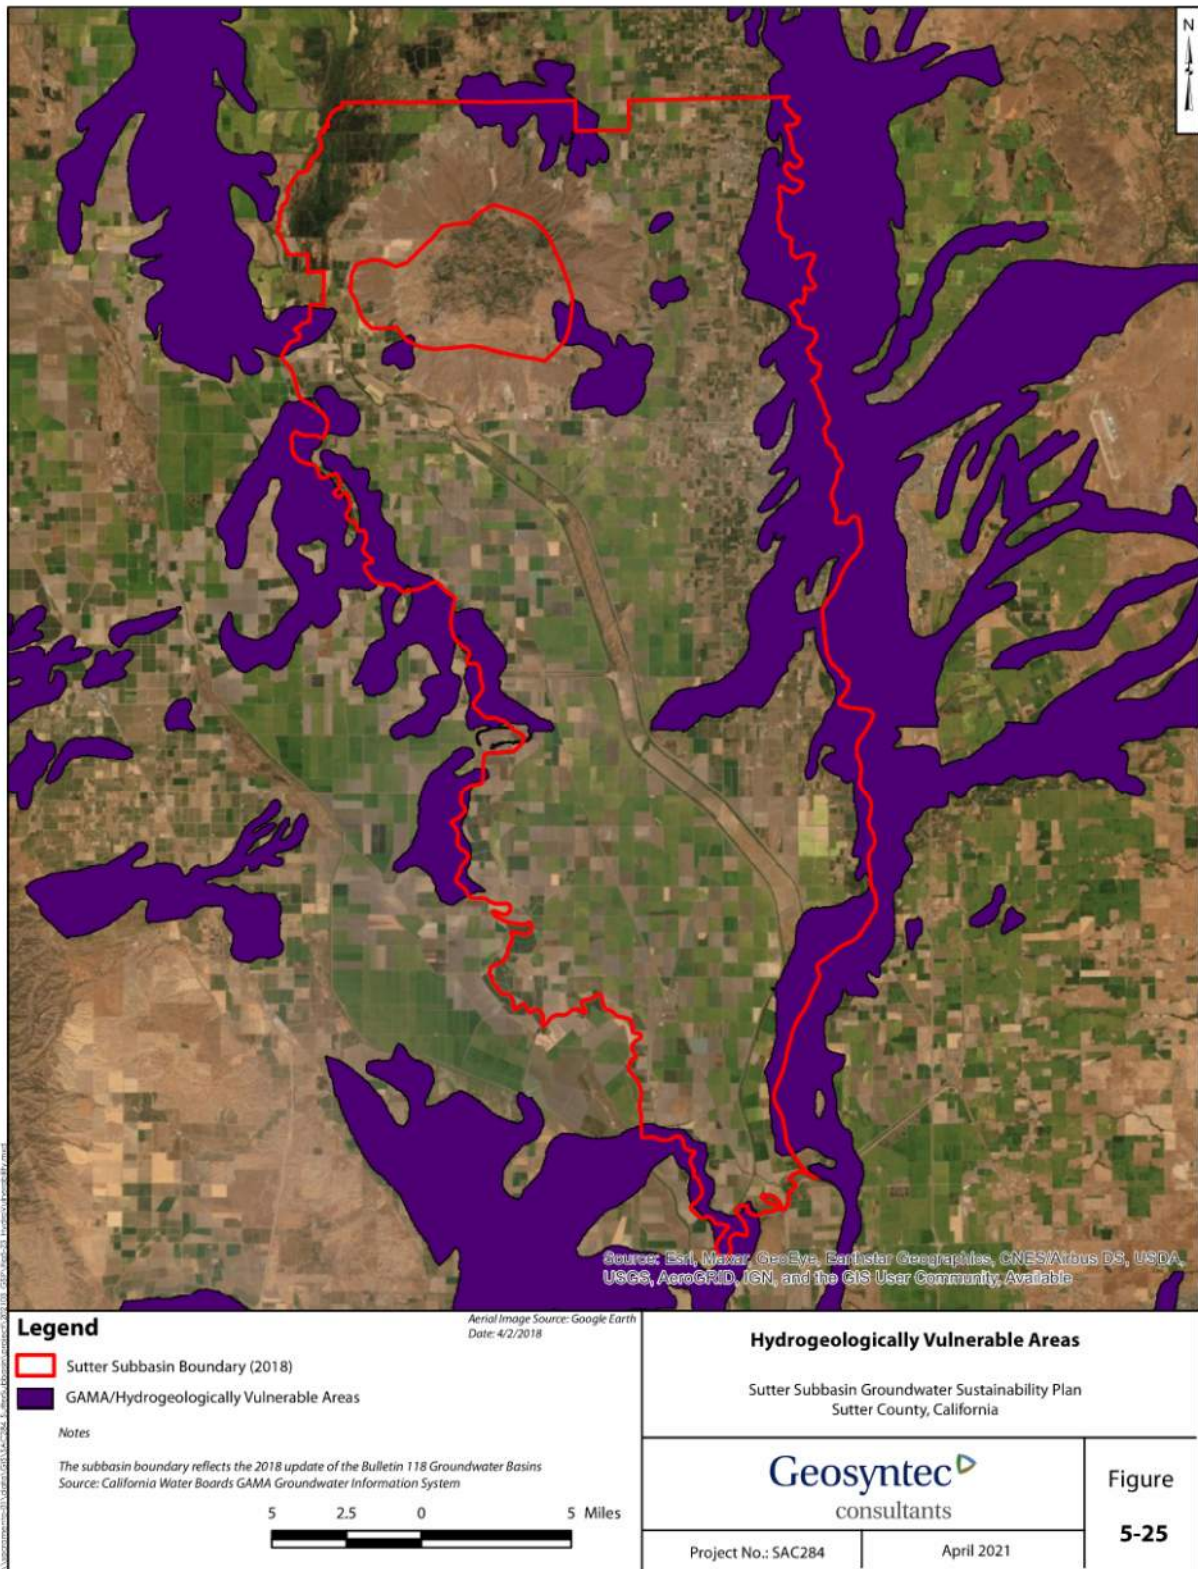 N
Source: Esri, Maxar, GeoEye, Earthstar Geographics, CNES/Airbus DS, USDA,
USGS, AeroGRID, IGN, and the GIS User Community, Available
Legend
Aerial Image Source: Google Earth
Date: 4/2/2018
Sutter Subbasin Boundary (2018)
GAMA/Hydrogeologically Vulnerable Areas
Notes
The subbasin boundary reflects the 2018 update of the Bulletin 118 Groundwater Basins
Source: California Water Boards GAMA Groundwater Information System
5 2.5 0 5 Miles
Hydrogeologically Vulnerable Areas
Sutter Subbasin Groundwater Sustainability Plan
Sutter County, California
Geosyntec
consultants
Figure
5-25
Project No.: SAC284
April 2021